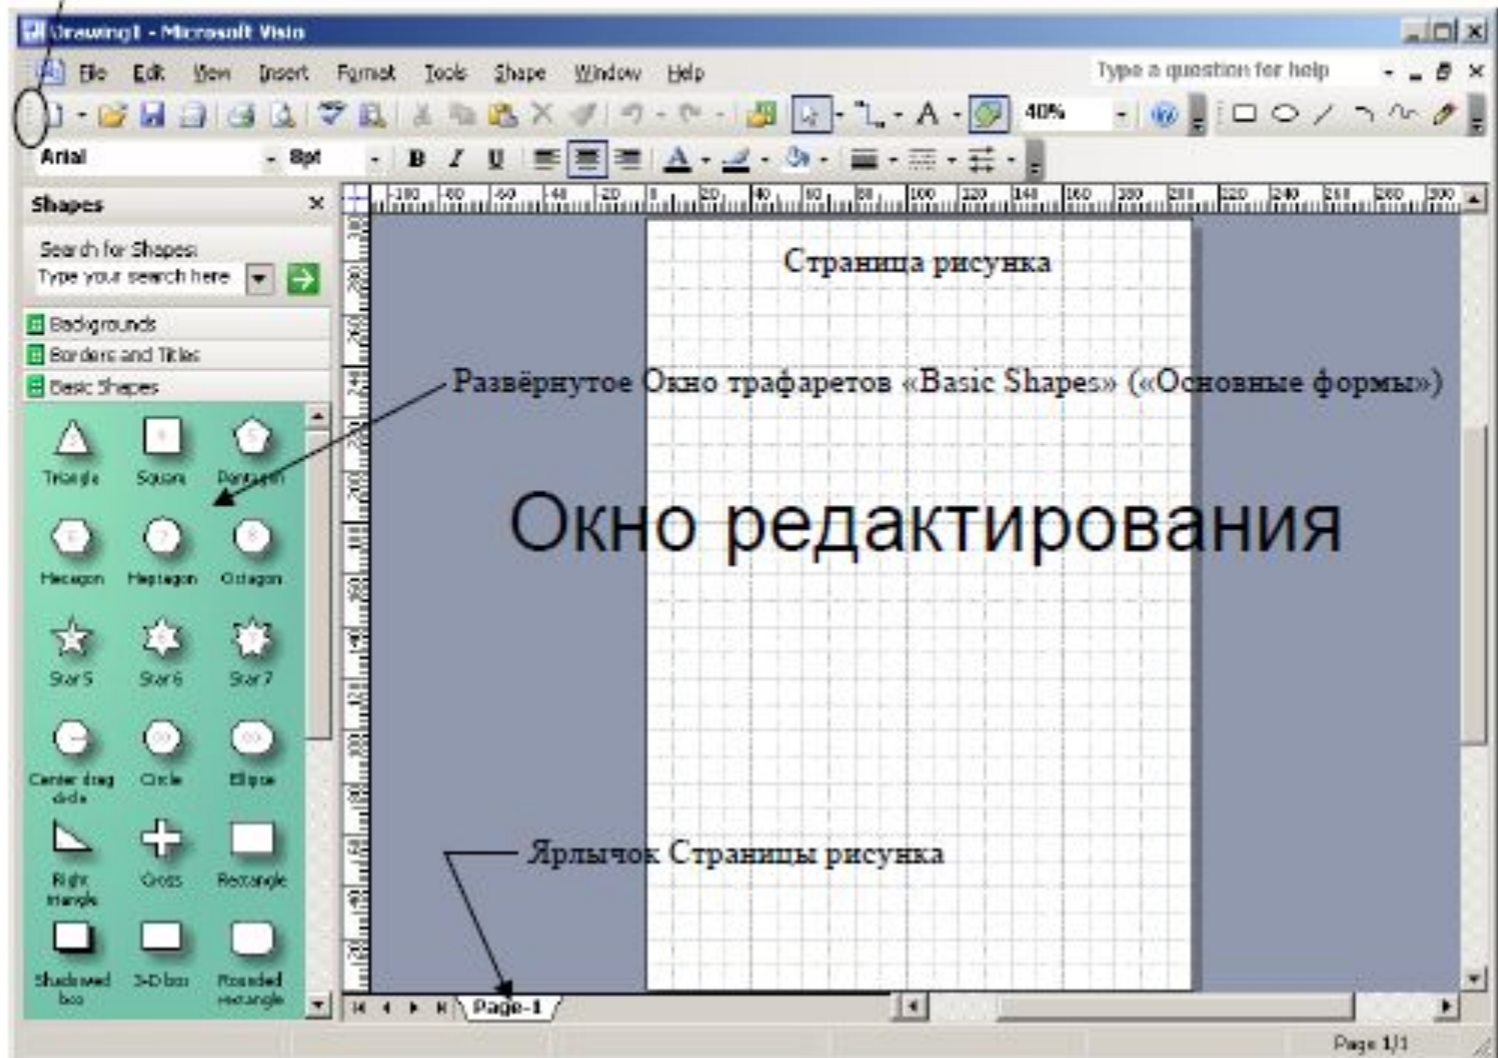 Drawing1 - Microsoft Visio
File Edit View Insert Format Tools Shape Window Help Type a question for help
40%
Arial 8pt B I U A
Shapes
Search for Shapes:
Type your search here
Backgrounds
Borders and Titles
Basic Shapes
Triangle Square Pentagon
Hexagon Heptagon Octagon
Star 5 Star 6 Star 7
Center drag circle Circle Ellipse
Right triangle Cross Rectangle
Shadowed box 3-D box Rounded rectangle
Страница рисунка
Развёрнутое Окно трафаретов «Basic Shapes» («Основные формы»)
Окно редактирования
Ярлычок Страницы рисунка
Page-1
Page 1/1